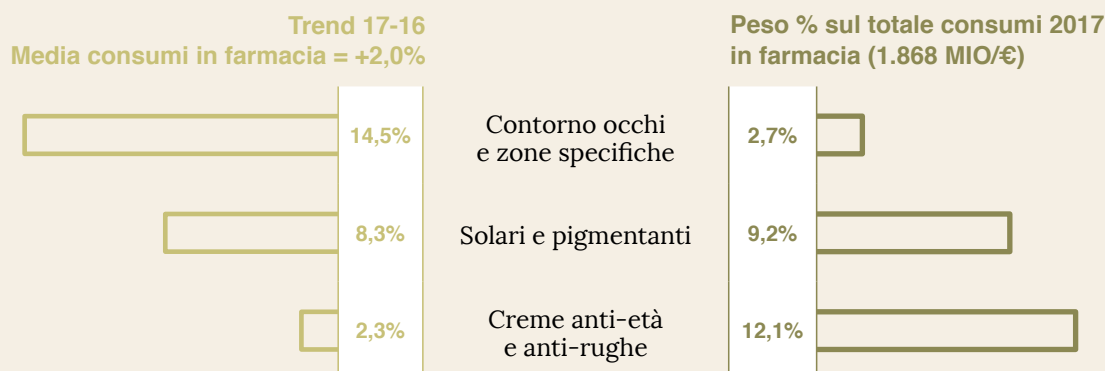 Trend 17-16
Media consumi in farmacia = +2,0%
Peso % sul totale consumi 2017
in farmacia (1.868 MIO/€)
14,5%
Contorno occhi
e zone specifiche
2,7%
8,3%
Solari e pigmentanti
9,2%
2,3%
Creme anti-età
e anti-rughe
12,1%